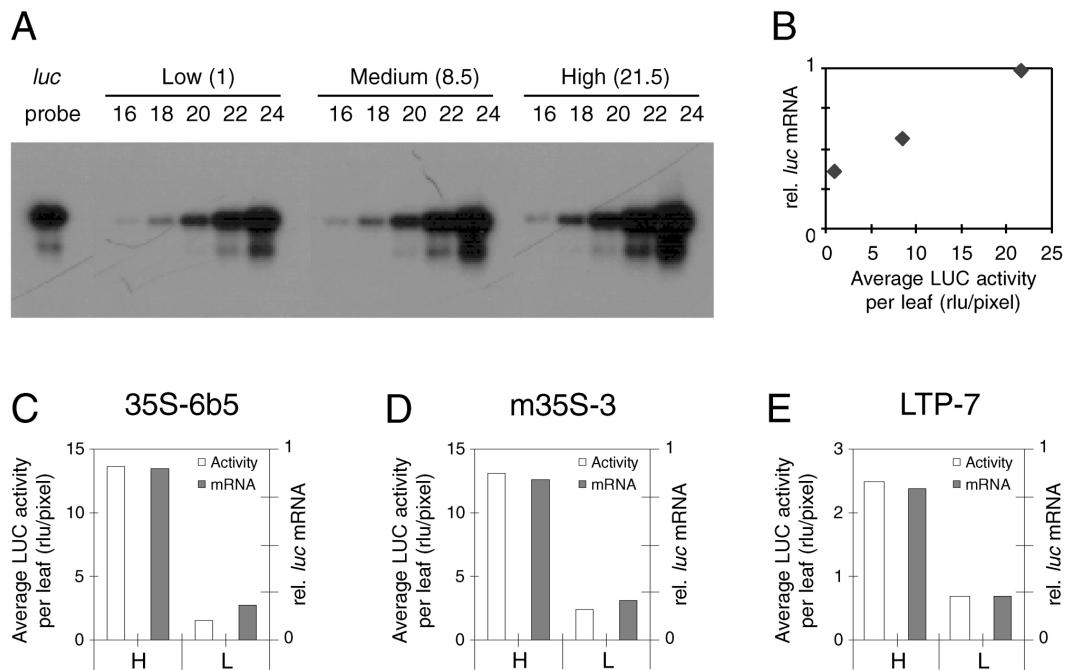 A
luc
probe
Low (1)
Medium (8.5)
High (21.5)
16 18 20 22 24 16 18 20 22 24 16 18 20 22 24
B
rel. luc mRNA
1
0
0 5 10 15 20 25
Average LUC activity
per leaf (rlu/pixel)
C
35S-6b5
Average LUC activity
per leaf (rlu/pixel)
15
10
5
0
Activity
mRNA
1
0
rel. luc mRNA
H L
D
m35S-3
Average LUC activity
per leaf (rlu/pixel)
15
10
5
0
Activity
mRNA
1
0
rel. luc mRNA
H L
E
LTP-7
Average LUC activity
per leaf (rlu/pixel)
3
2
1
0
Activity
mRNA
1
0
rel. luc mRNA
H L